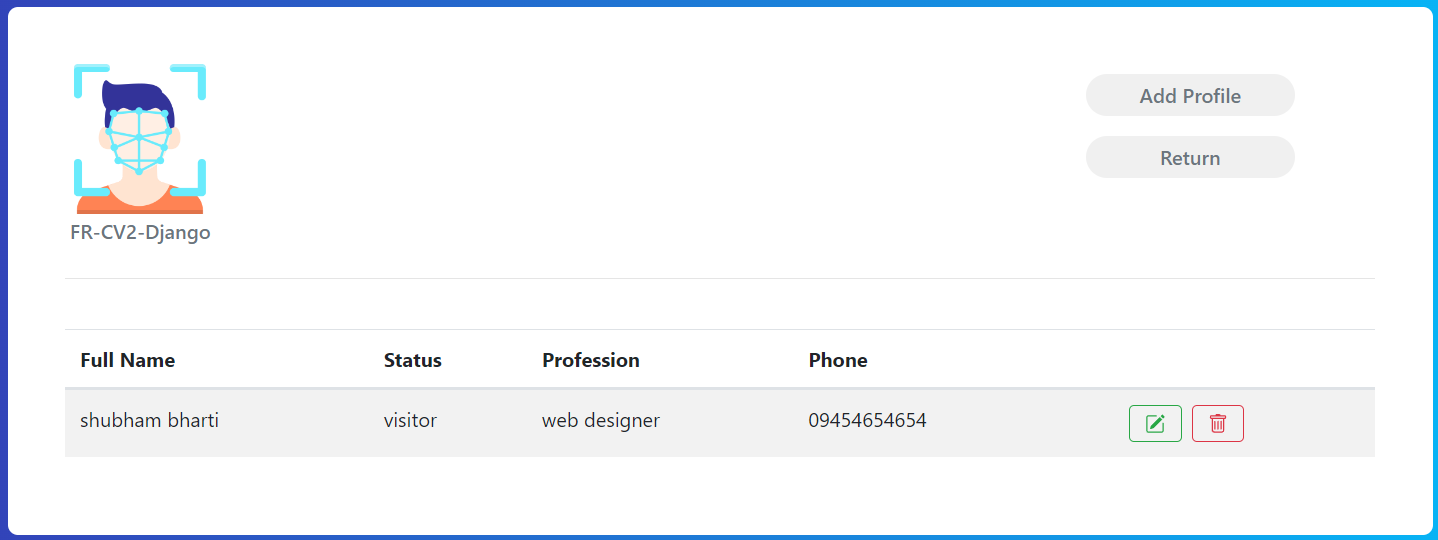 Add Profile
Return
FR-CV2-Django
Full Name Status Profession Phone
shubham bharti visitor web designer 09454654654